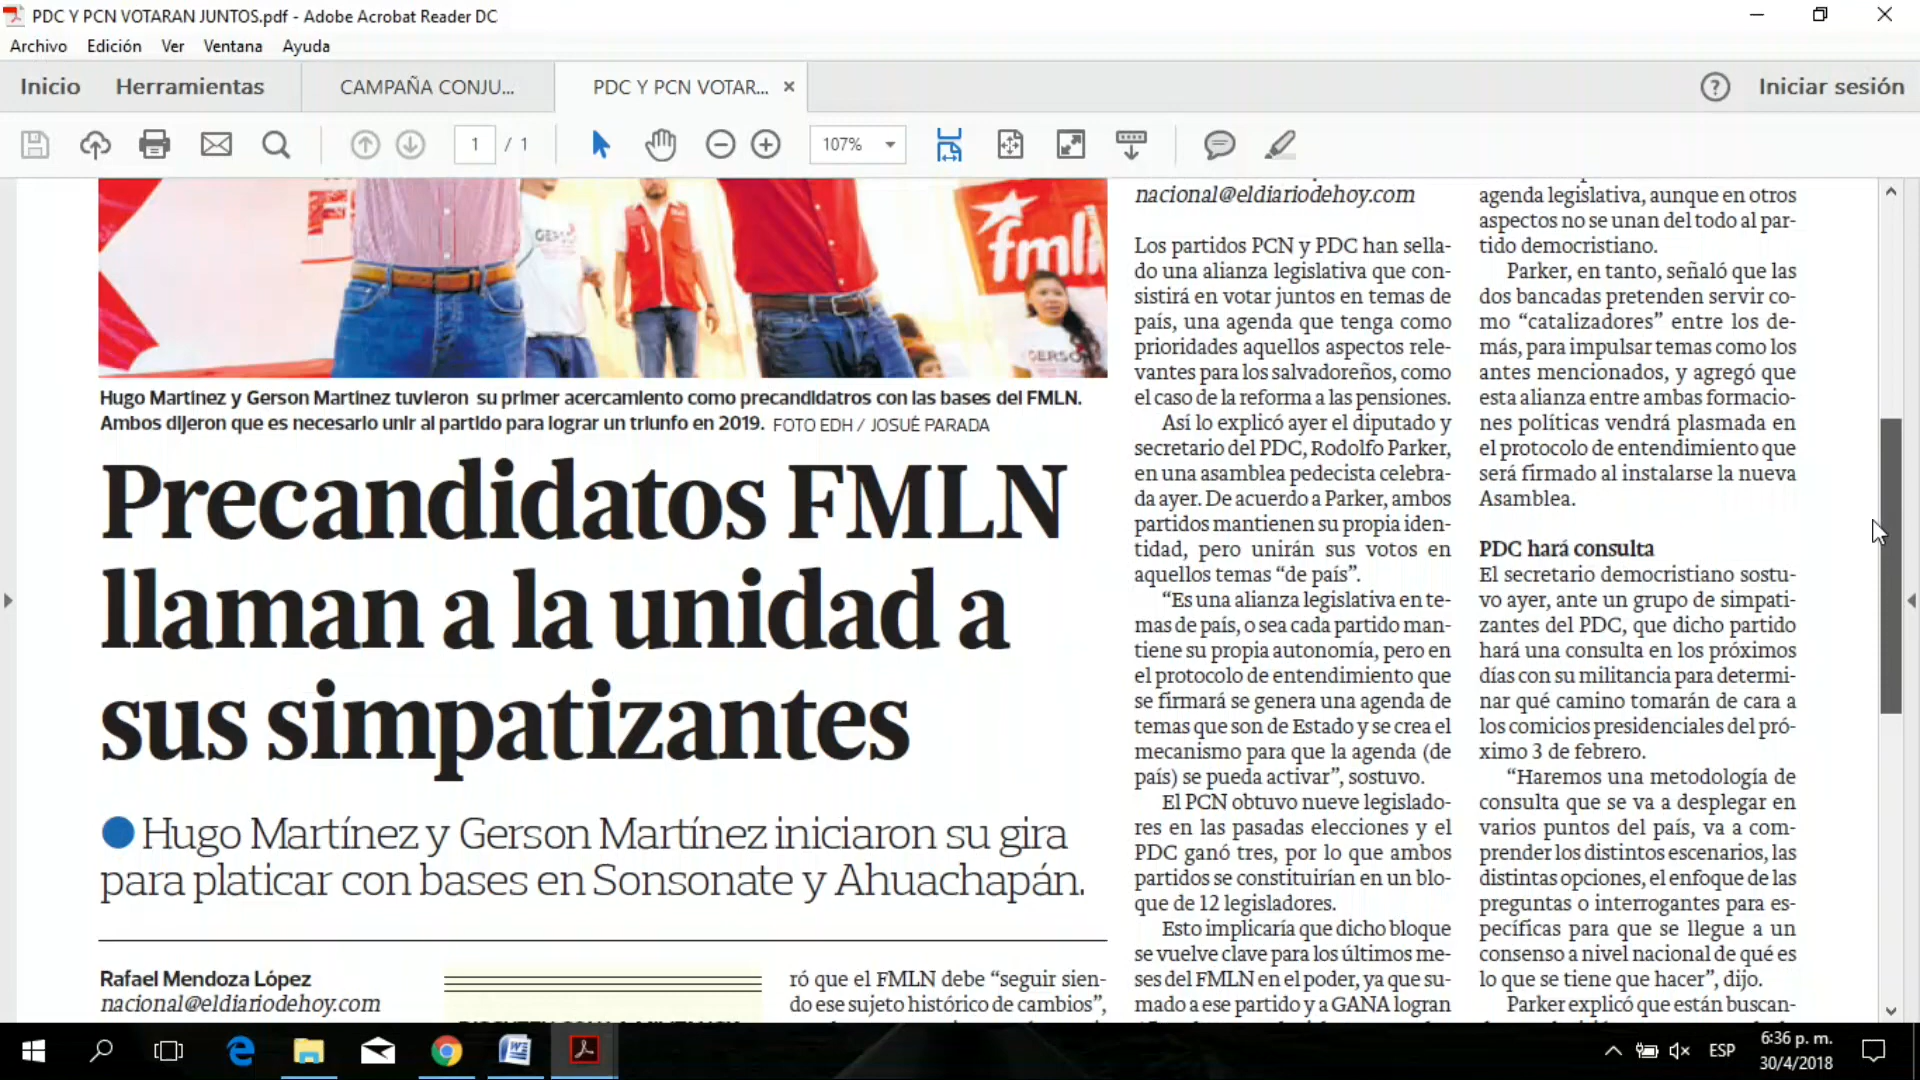 PDC Y PCN VOTARAN JUNTOS.pdf - Adobe Acrobat Reader DC
Archivo Edición Ver Ventana Ayuda
Inicio Herramientas CAMPAÑA CONJU... PDC Y PCN VOTAR... × ? Iniciar sesión
1 / 1 107%
fmln
GERSO
Hugo Martínez y Gerson Martínez tuvieron su primer acercamiento como precandidatros con las bases del FMLN.
Ambos dijeron que es necesario unir al partido para lograr un triunfo en 2019. FOTO EDH / JOSUÉ PARADA
Precandidatos FMLN
llaman a la unidad a
sus simpatizantes
Hugo Martínez y Gerson Martínez iniciaron su gira
para platicar con bases en Sonsonate y Ahuachapán.
Rafael Mendoza López
nacional@eldiariodehoy.com
ró que el FMLN debe “seguir sien-
do ese sujeto histórico de cambios”,
nacional@eldiariodehoy.com
Los partidos PCN y PDC han sella-
do una alianza legislativa que con-
sistirá en votar juntos en temas de
país, una agenda que tenga como
prioridades aquellos aspectos rele-
vantes para los salvadoreños, como
el caso de la reforma a las pensiones.
Así lo explicó ayer el diputado y
secretario del PDC, Rodolfo Parker,
en una asamblea pedecista celebra-
da ayer. De acuerdo a Parker, ambos
partidos mantienen su propia iden-
tidad, pero unirán sus votos en
aquellos temas “de país”.
“Es una alianza legislativa en te-
mas de país, o sea cada partido man-
tiene su propia autonomía, pero en
el protocolo de entendimiento que
se firmará se genera una agenda de
temas que son de Estado y se crea el
mecanismo para que la agenda (de
país) se pueda activar”, sostuvo.
El PCN obtuvo nueve legislado-
res en las pasadas elecciones y el
PDC ganó tres, por lo que ambos
partidos se constituirían en un blo-
que de 12 legisladores.
Esto implicaría que dicho bloque
se vuelve clave para los últimos me-
ses del FMLN en el poder, ya que su-
mado a ese partido y a GANA logran
agenda legislativa, aunque en otros
aspectos no se unan del todo al par-
tido democristiano.
Parker, en tanto, señaló que las
dos bancadas pretenden servir co-
mo “catalizadores” entre los de-
más, para impulsar temas como los
antes mencionados, y agregó que
esta alianza entre ambas formacio-
nes políticas vendrá plasmada en
el protocolo de entendimiento que
será firmado al instalarse la nueva
Asamblea.
PDC hará consulta
El secretario democristiano sostu-
vo ayer, ante un grupo de simpati-
zantes del PDC, que dicho partido
hará una consulta en los próximos
días con su militancia para determi-
nar qué camino tomarán de cara a
los comicios presidenciales del pró-
ximo 3 de febrero.
“Haremos una metodología de
consulta que se va a desplegar en
varios puntos del país, va a com-
prender los distintos escenarios, las
distintas opciones, el enfoque de las
preguntas o interrogantes para es-
pecíficas para que se llegue a un
consenso a nivel nacional de qué es
lo que se tiene que hacer”, dijo.
Parker explicó que están buscan-
ESP
6:36 p. m.
30/4/2018